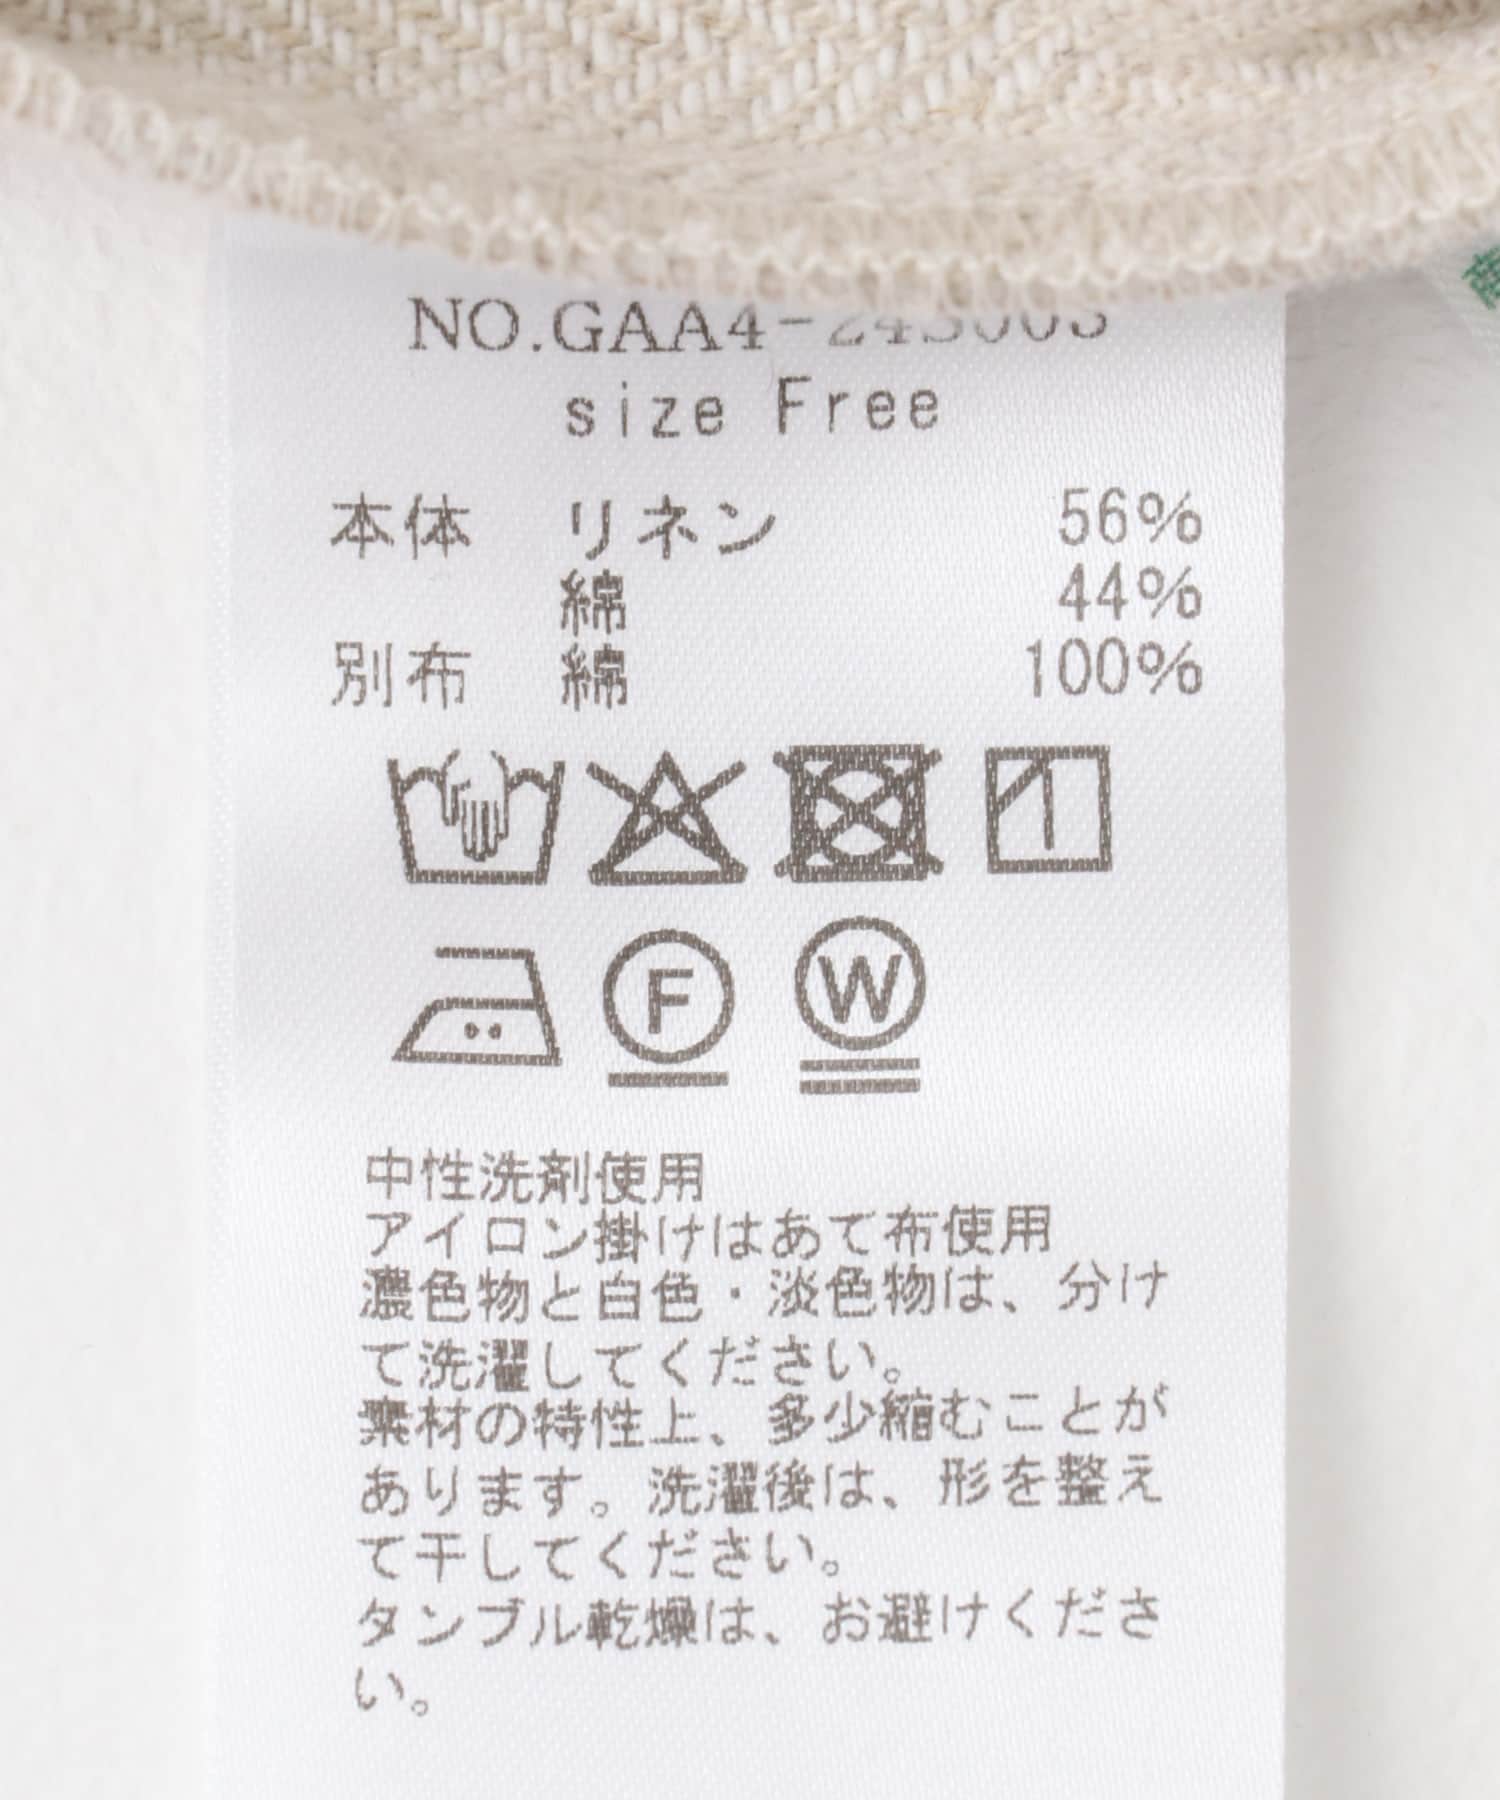 NO.GAA4-24S003
size Free
本体 リネン 56%
綿 44%
別布 綿 100%
F W
中性洗剤使用
アイロン掛けはあて布使用
濃色物と白色・淡色物は、分け
て洗濯してください。
素材の特性上、多少縮むことが
あります。洗濯後は、形を整え
て干してください。
タンブル乾燥は、お避けくださ
い。